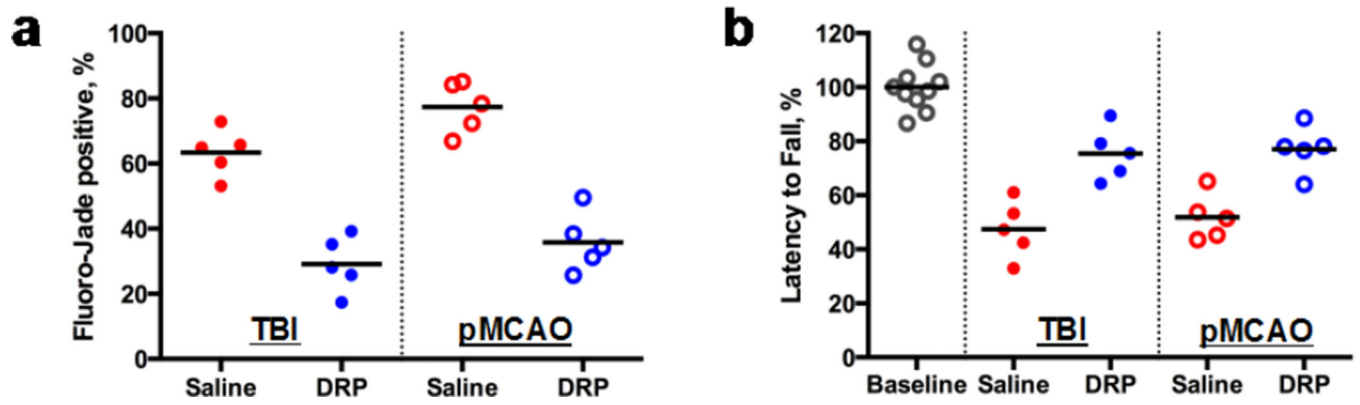 a
Fluoro-Jade positive, %
100
80
60
40
20
0
TBI
pMCAO
Saline
DRP
Saline
DRP
b
Latency to Fall, %
120
100
80
60
40
20
0
TBI
pMCAO
Baseline
Saline
DRP
Saline
DRP